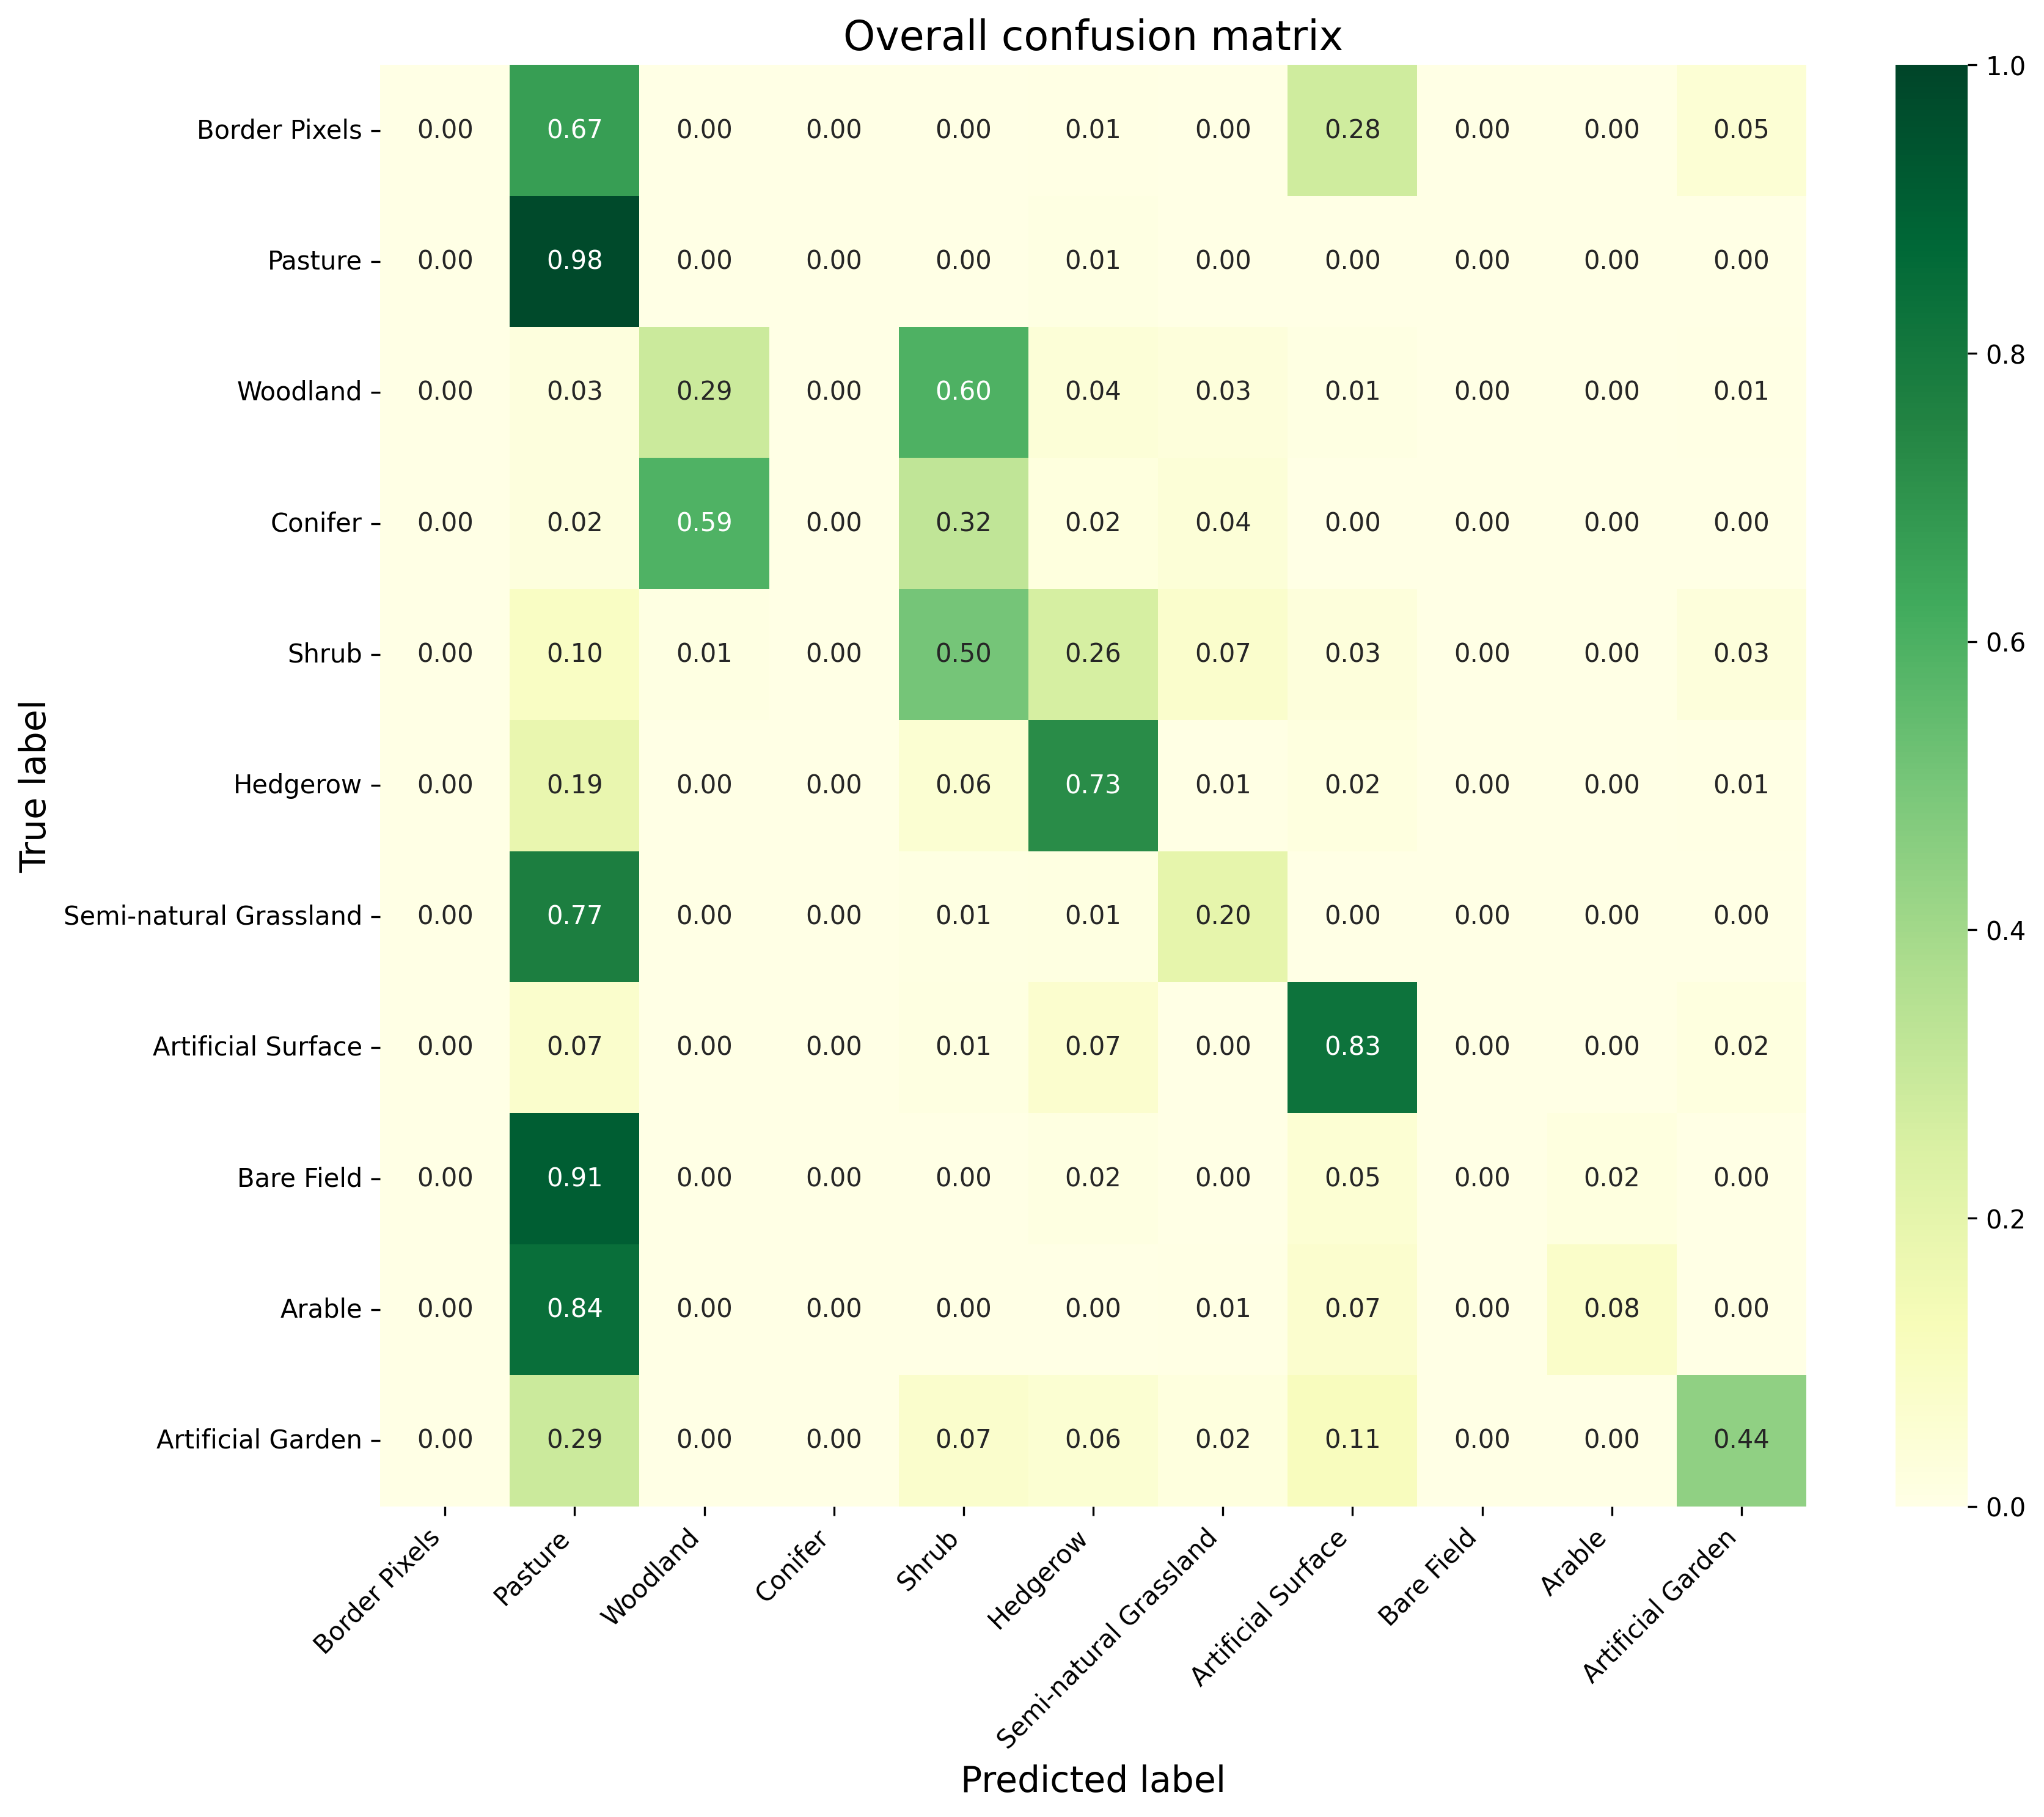 Overall confusion matrix
Border Pixels 0.00 0.67 0.00 0.00 0.00 0.01 0.00 0.28 0.00 0.00 0.05
Pasture 0.00 0.98 0.00 0.00 0.00 0.01 0.00 0.00 0.00 0.00 0.00
Woodland 0.00 0.03 0.29 0.00 0.60 0.04 0.03 0.01 0.00 0.00 0.01
Conifer 0.00 0.02 0.59 0.00 0.32 0.02 0.04 0.00 0.00 0.00 0.00
Shrub 0.00 0.10 0.01 0.00 0.50 0.26 0.07 0.03 0.00 0.00 0.03
Hedgerow 0.00 0.19 0.00 0.00 0.06 0.73 0.01 0.02 0.00 0.00 0.01
Semi-natural Grassland 0.00 0.77 0.00 0.00 0.01 0.01 0.20 0.00 0.00 0.00 0.00
Artificial Surface 0.00 0.07 0.00 0.00 0.01 0.07 0.00 0.83 0.00 0.00 0.02
Bare Field 0.00 0.91 0.00 0.00 0.00 0.02 0.00 0.05 0.00 0.02 0.00
Arable 0.00 0.84 0.00 0.00 0.00 0.00 0.01 0.07 0.00 0.08 0.00
Artificial Garden 0.00 0.29 0.00 0.00 0.07 0.06 0.02 0.11 0.00 0.00 0.44
True label
Border Pixels
Pasture
Woodland
Conifer
Shrub
Hedgerow
Semi-natural Grassland
Artificial Surface
Bare Field
Arable
Artificial Garden
Predicted label
1.0
0.8
0.6
0.4
0.2
0.0